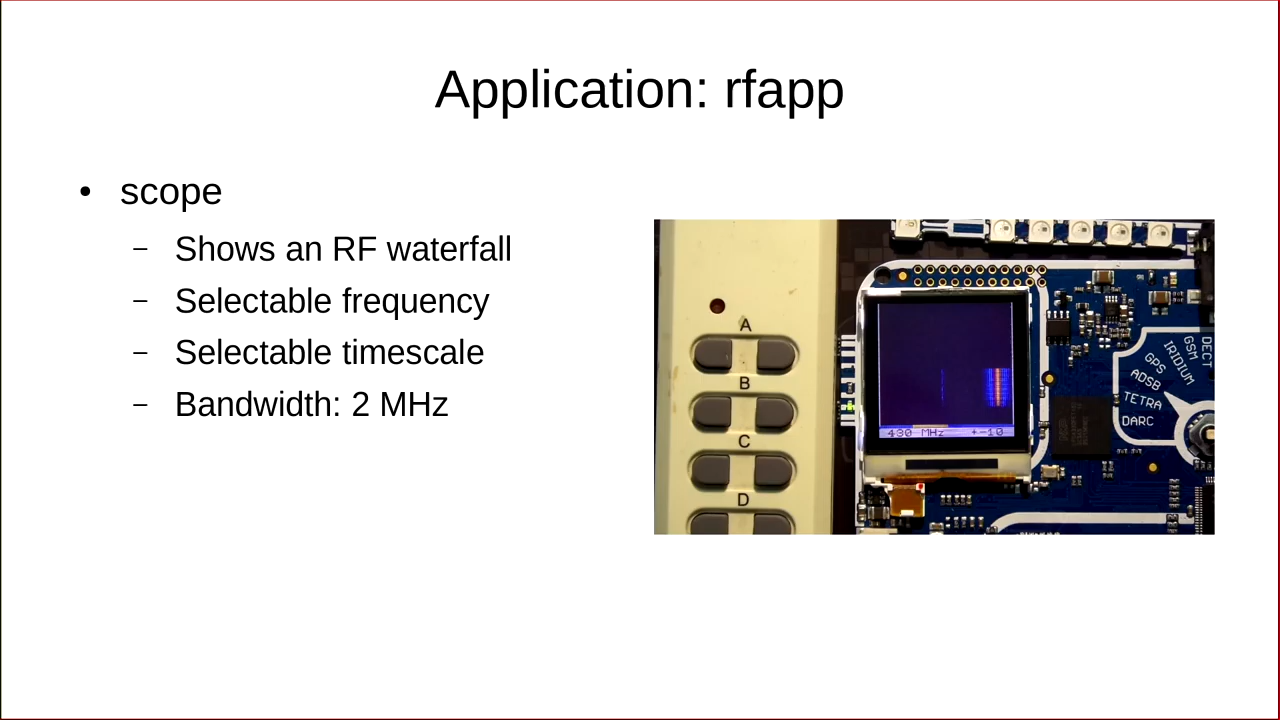 Application: rfapp
• scope
– Shows an RF waterfall
– Selectable frequency
– Selectable timescale
– Bandwidth: 2 MHz
A
B
C
D
430 MHz +-10
DECT
GSM
IRIDIUM
GPS
ADSB
TETRA
DARC